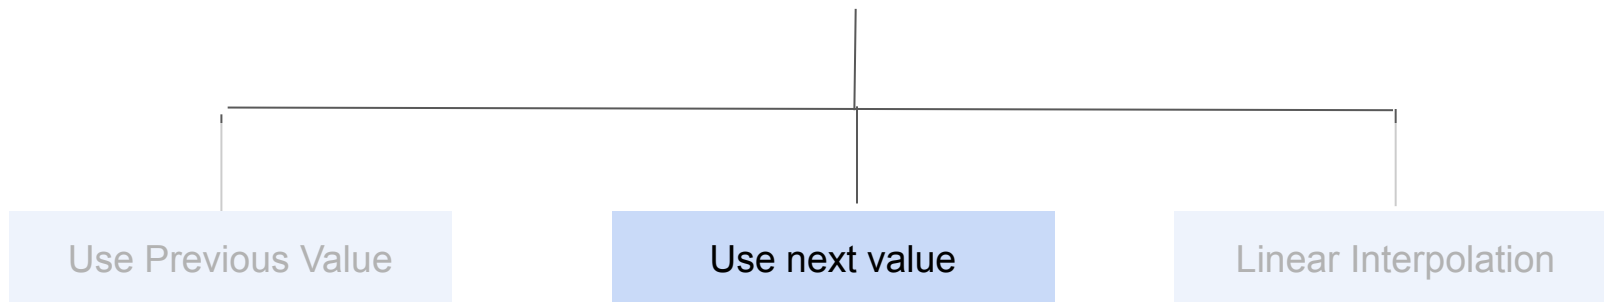 Use Previous Value
Use next value
Linear Interpolation